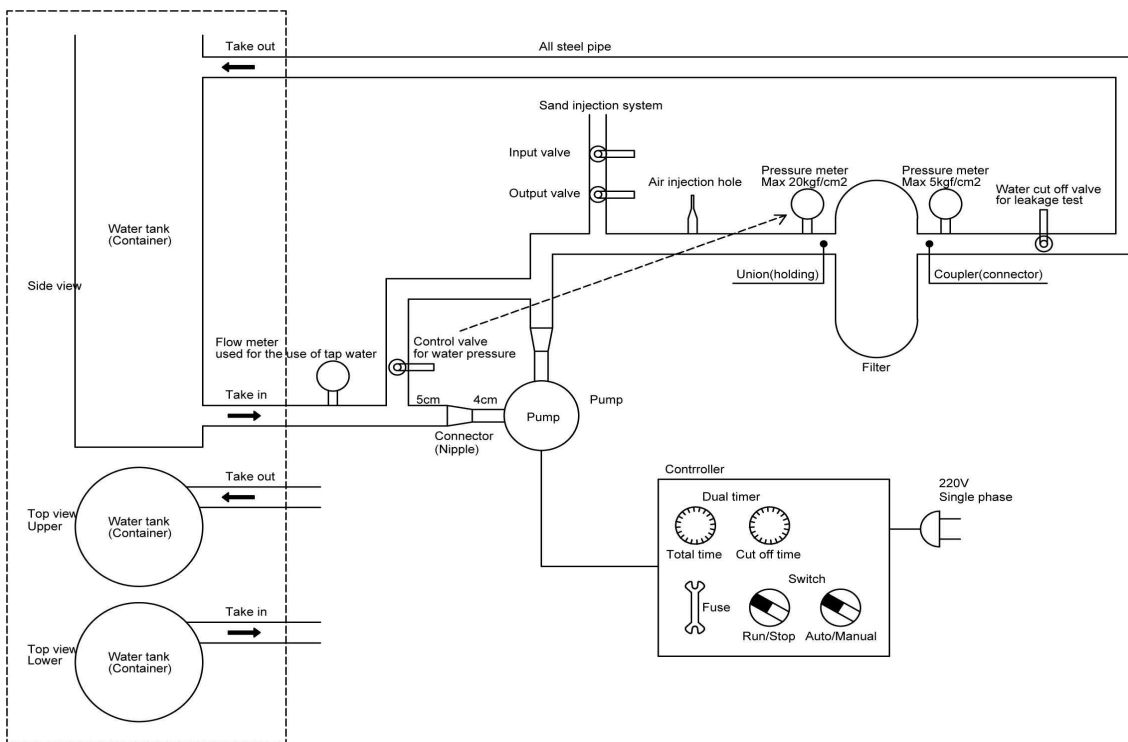 Take out
All steel pipe
Sand injection system
Input valve
Output valve
Air injection hole
Pressure meter
Max 20kgf/cm2
Pressure meter
Max 5kgf/cm2
Water cut off valve
for leakage test
Water tank
(Container)
Side view
Union(holding)
Coupler(connector)
Flow meter
used for the use of tap water
Control valve
for water pressure
Filter
Take in
5cm
4cm
Pump
Pump
Connector
(Nipple)
Take out
Top view
Upper
Water tank
(Container)
Contrroller
Dual timer
Total time
Cut off time
Switch
Fuse
Run/Stop
Auto/Manual
220V
Single phase
Take in
Top view
Lower
Water tank
(Container)